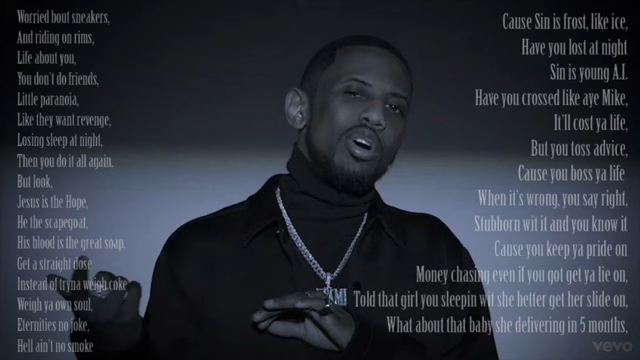 Worried bout sneakers,
And riding on rims,
Life about you,
You don't do friends,
Little paranoia,
Like they want revenge,
Losing sleep at night,
Then you do it all again,
But look,
Jesus is the Hope,
He the scapegoat,
His blood is the great soap.
Get a straight dose
Instead of tryna weigh coke
Weigh ya own soul,
Eternities no joke,
Hell ain't no smoke
Cause Sin is frost, like ice,
Have you lost at night
Sin is young A.I.
Have you crossed like aye Mike,
It'll cost ya life,
But you toss advice,
Cause you boss ya life
When it's wrong, you say right,
Stubborn wit it and you know it
Cause you keep ya pride on
Money chasing even if you got get ya lie on,
Told that girl you sleepin wit she better get her slide on,
What about that baby she delivering in 5 months,
vevo